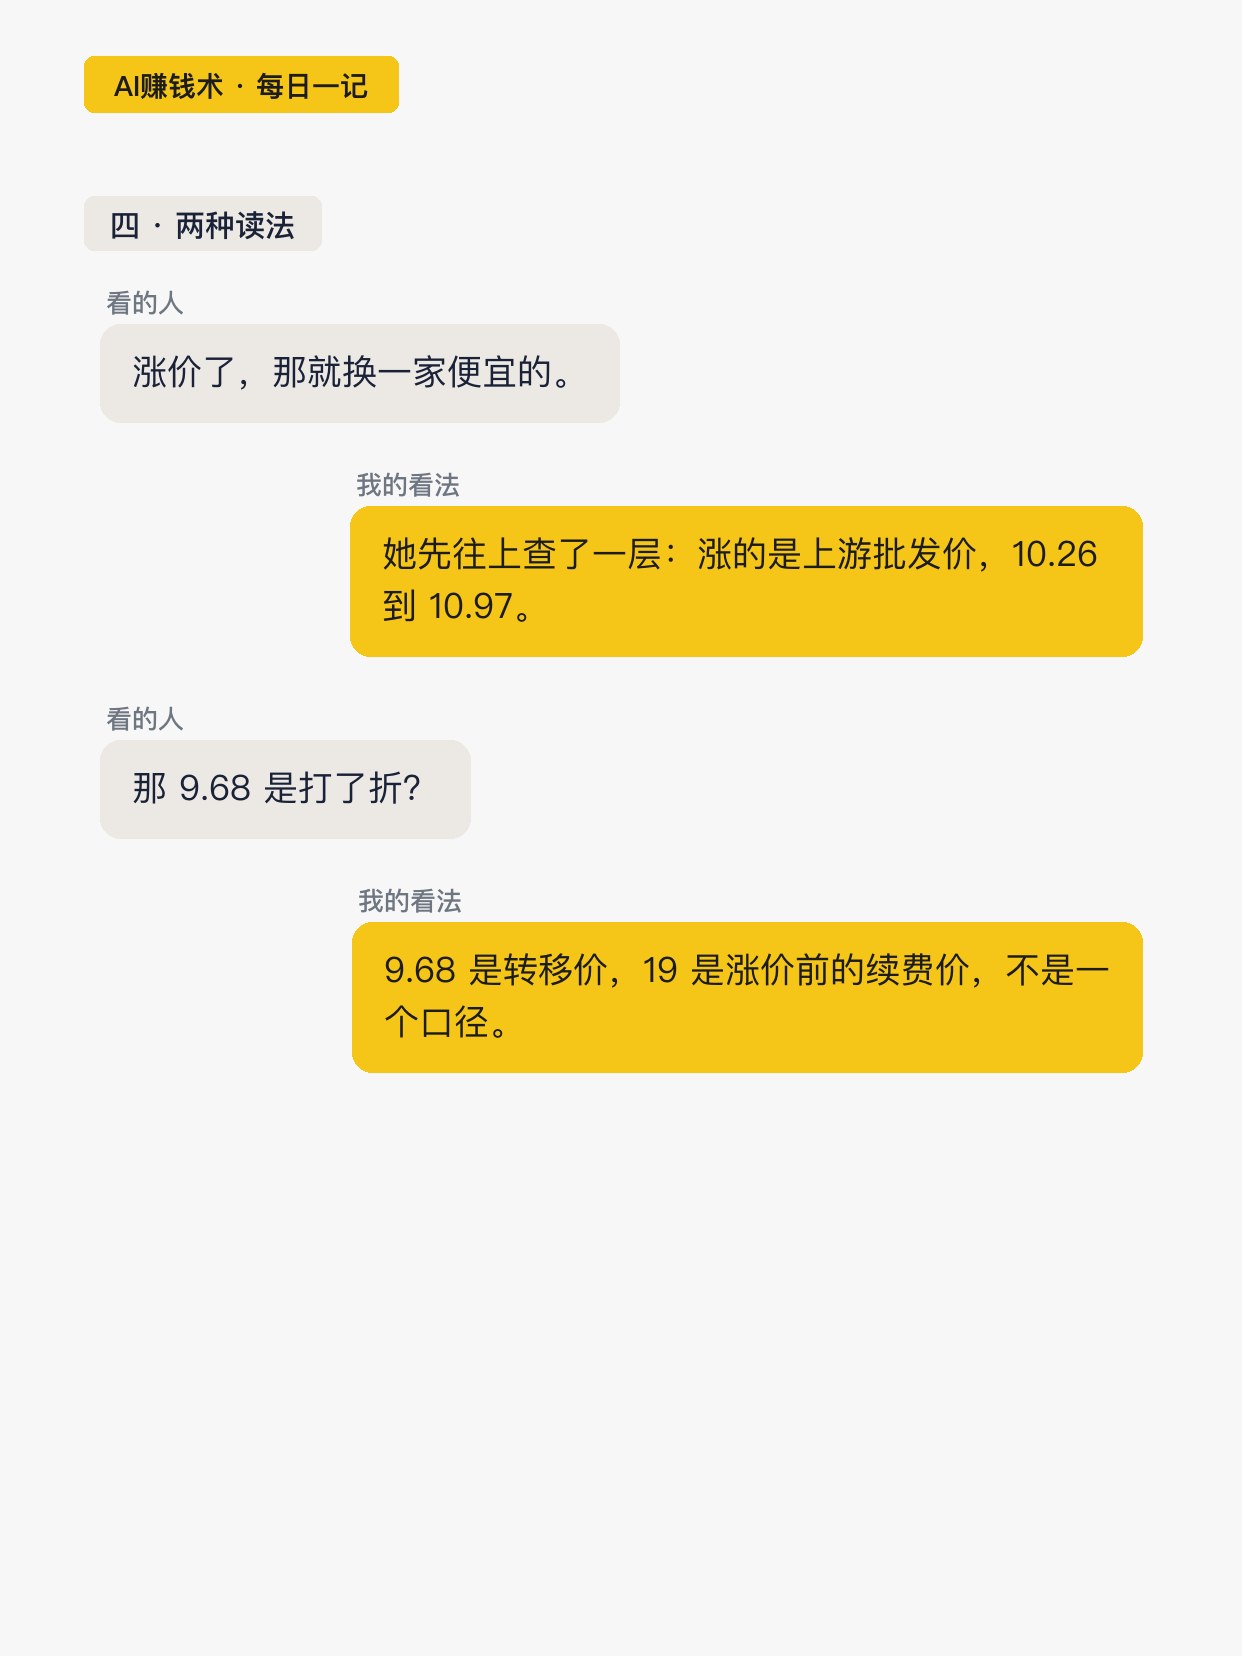 AI赚钱术 · 每日一记
四 · 两种读法
看的人
涨价了，那就换一家便宜的。
我的看法
她先往上查了一层：涨的是上游批发价，10.26
到 10.97。
看的人
那 9.68 是打了折？
我的看法
9.68 是转移价，19 是涨价前的续费价，不是一
个口径。